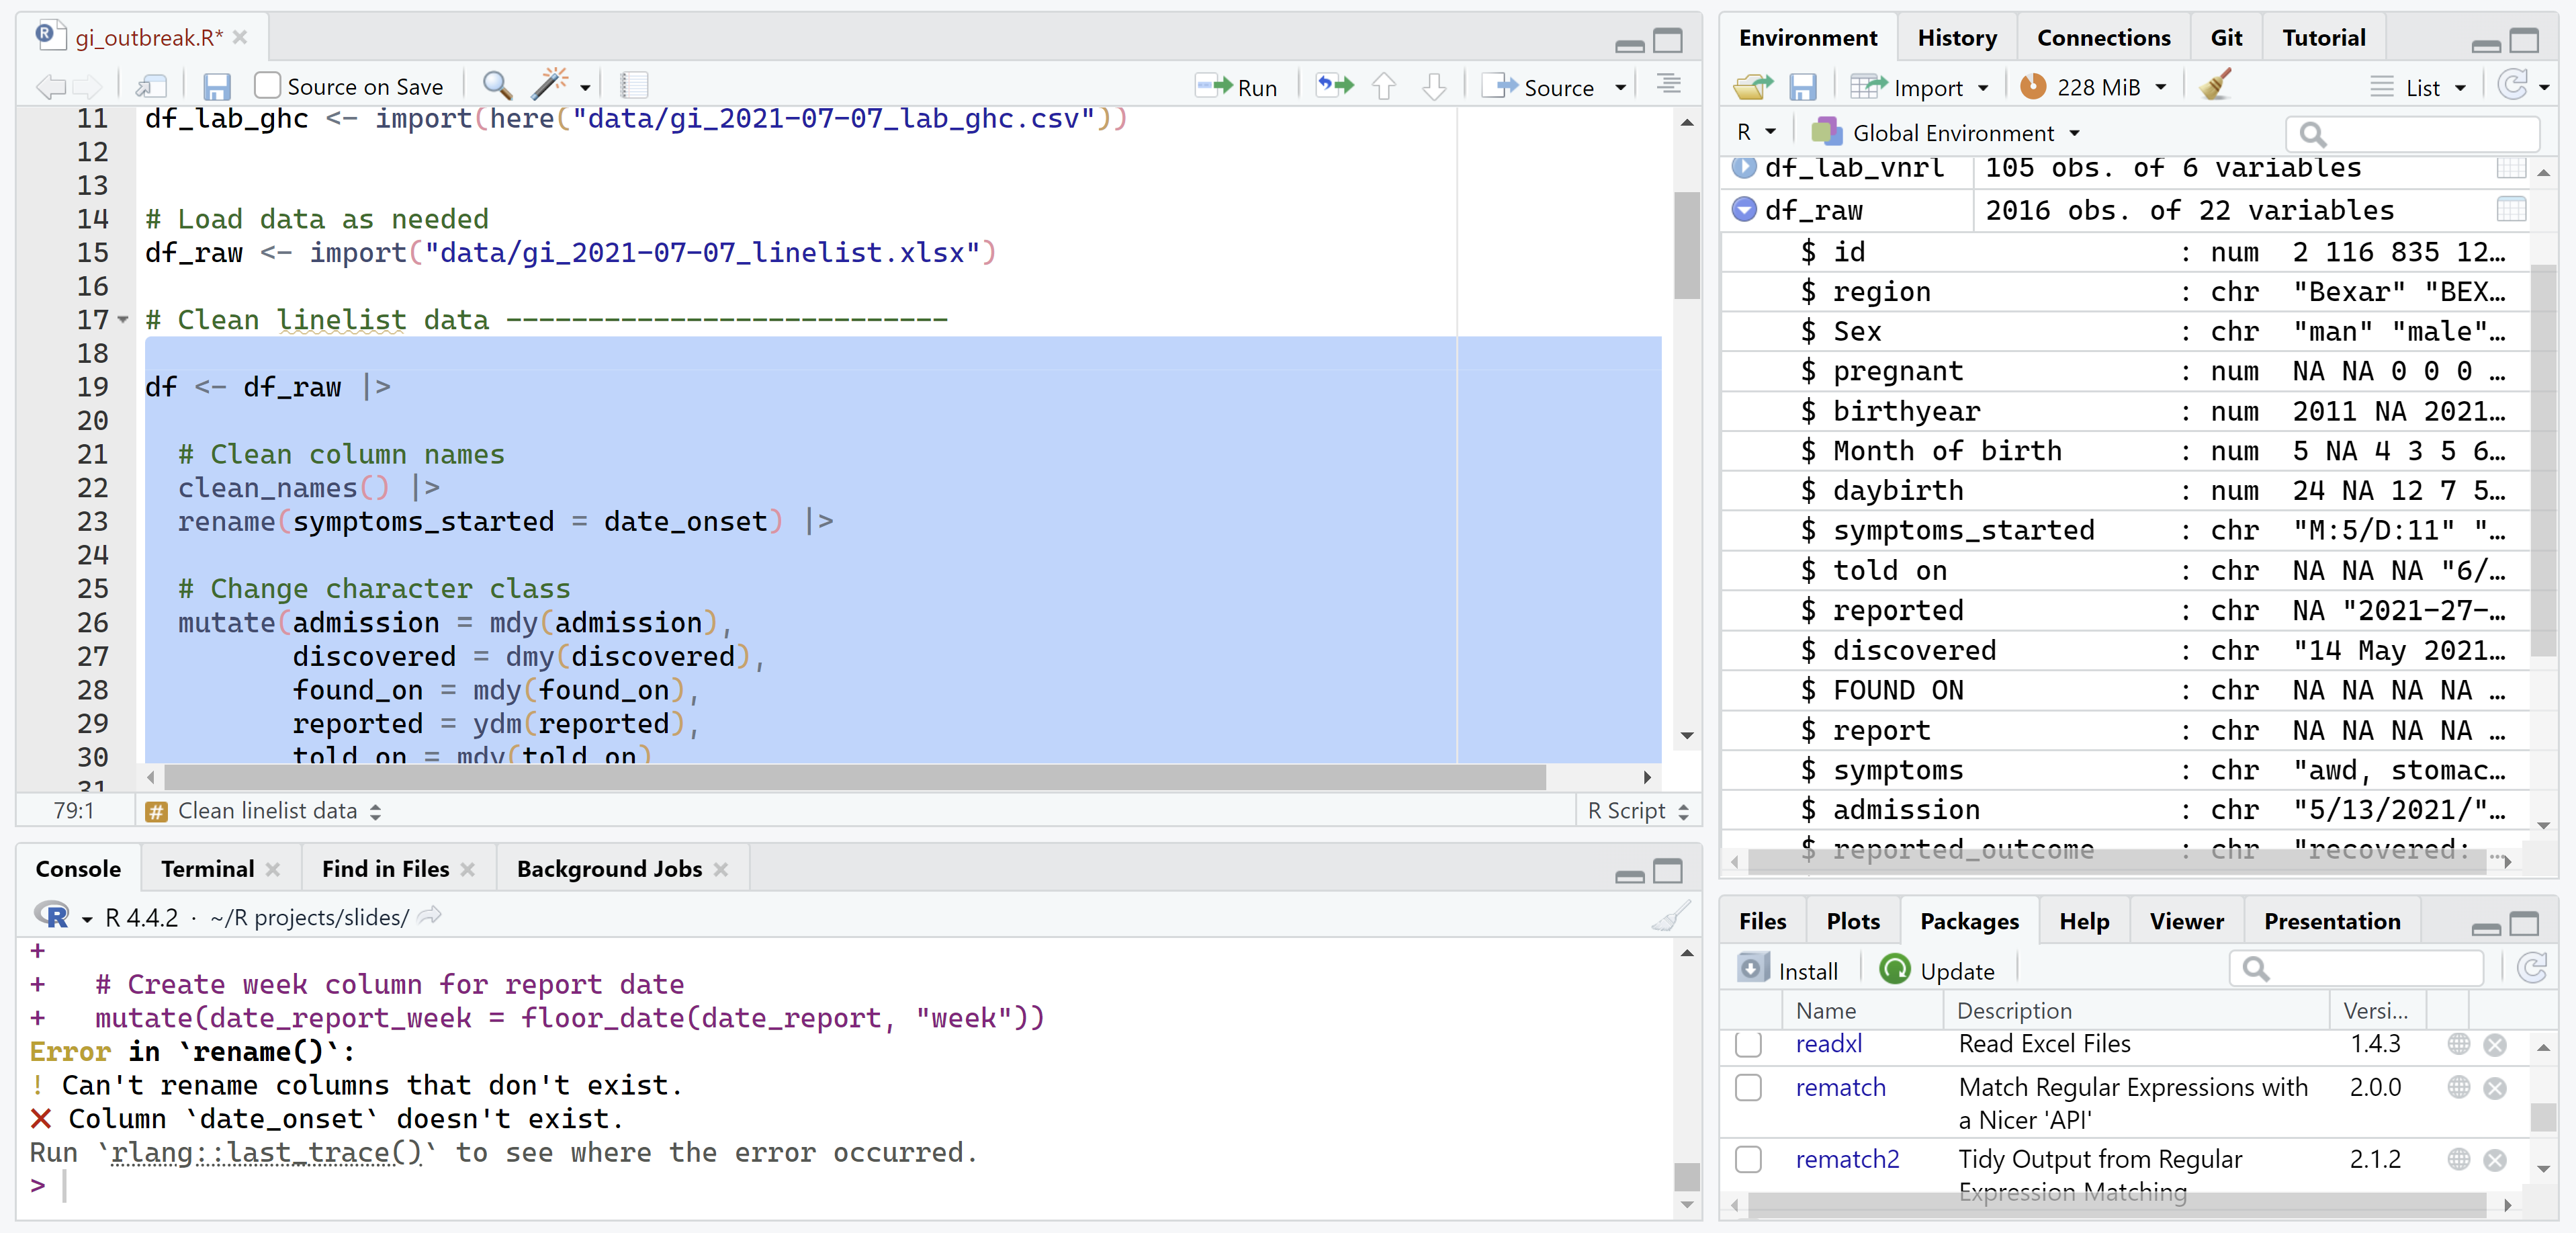 gi_outbreak.R*
Source on Save
Run
Source
11 df_lab_ghc <- import(here("data/gi_2021-07-07_lab_ghc.csv"))
12
13
14 # Load data as needed
15 df_raw <- import("data/gi_2021-07-07_linelist.xlsx")
16
17 # Clean linelist data ---------------------------
18
19 df <- df_raw |>
20
21   # Clean column names
22   clean_names() |>
23   rename(symptoms_started = date_onset) |>
24
25   # Change character class
26   mutate(admission = mdy(admission),
27          discovered = dmy(discovered),
28          found_on = mdy(found_on),
29          reported = ydm(reported),
30          told_on = mdy(told_on)
31
79:1 # Clean linelist data R Script
Console Terminal Find in Files Background Jobs
R 4.4.2 · ~/R projects/slides/
+
+   # Create week column for report date
+   mutate(date_report_week = floor_date(date_report, "week"))
Error in `rename()`:
! Can't rename columns that don't exist.
✖ Column `date_onset` doesn't exist.
Run `rlang::last_trace()` to see where the error occurred.
>
Environment History Connections Git Tutorial
Import 228 MiB List
R Global Environment
df_lab_vnrl 105 obs. of 6 variables
df_raw 2016 obs. of 22 variables
$ id : num 2 116 835 12…
$ region : chr "Bexar" "BEX…
$ Sex : chr "man" "male"…
$ pregnant : num NA NA 0 0 0 …
$ birthyear : num 2011 NA 2021…
$ Month of birth : num 5 NA 4 3 5 6…
$ daybirth : num 24 NA 12 7 5…
$ symptoms_started : chr "M:5/D:11" "…
$ told on : chr NA NA NA "6/…
$ reported : chr NA "2021-27-…
$ discovered : chr "14 May 2021…
$ FOUND ON : chr NA NA NA NA …
$ report : chr NA NA NA NA …
$ symptoms : chr "awd, stomac…
$ admission : chr "5/13/2021/"…
$ reported_outcome : chr "recovered: …
Files Plots Packages Help Viewer Presentation
Install Update
Name Description Versi...
readxl Read Excel Files 1.4.3
rematch Match Regular Expressions with 2.0.0
a Nicer 'API'
rematch2 Tidy Output from Regular 2.1.2
Expression Matching